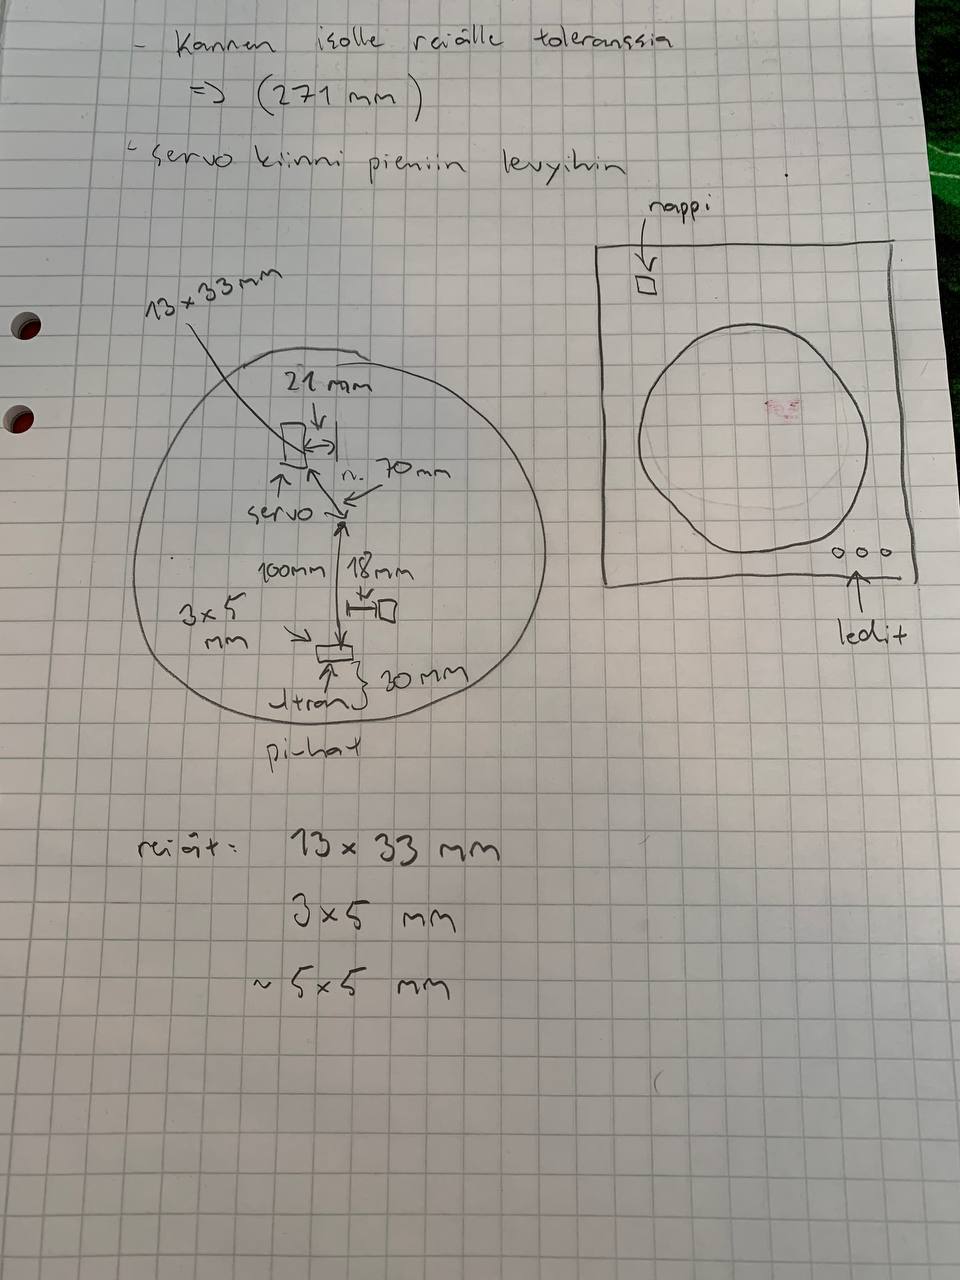 - Kannen isolle reiälle toleranssia
=> (271 mm)
- servo kiinni pieniin levyihin
nappi
13 x 33 mm
21 mm
n. 70 mm
servo
100mm
18 mm
3 x 5
mm
30 mm
pi-hat
ledit
reiät: 13 x 33 mm
3 x 5 mm
~ 5 x 5 mm